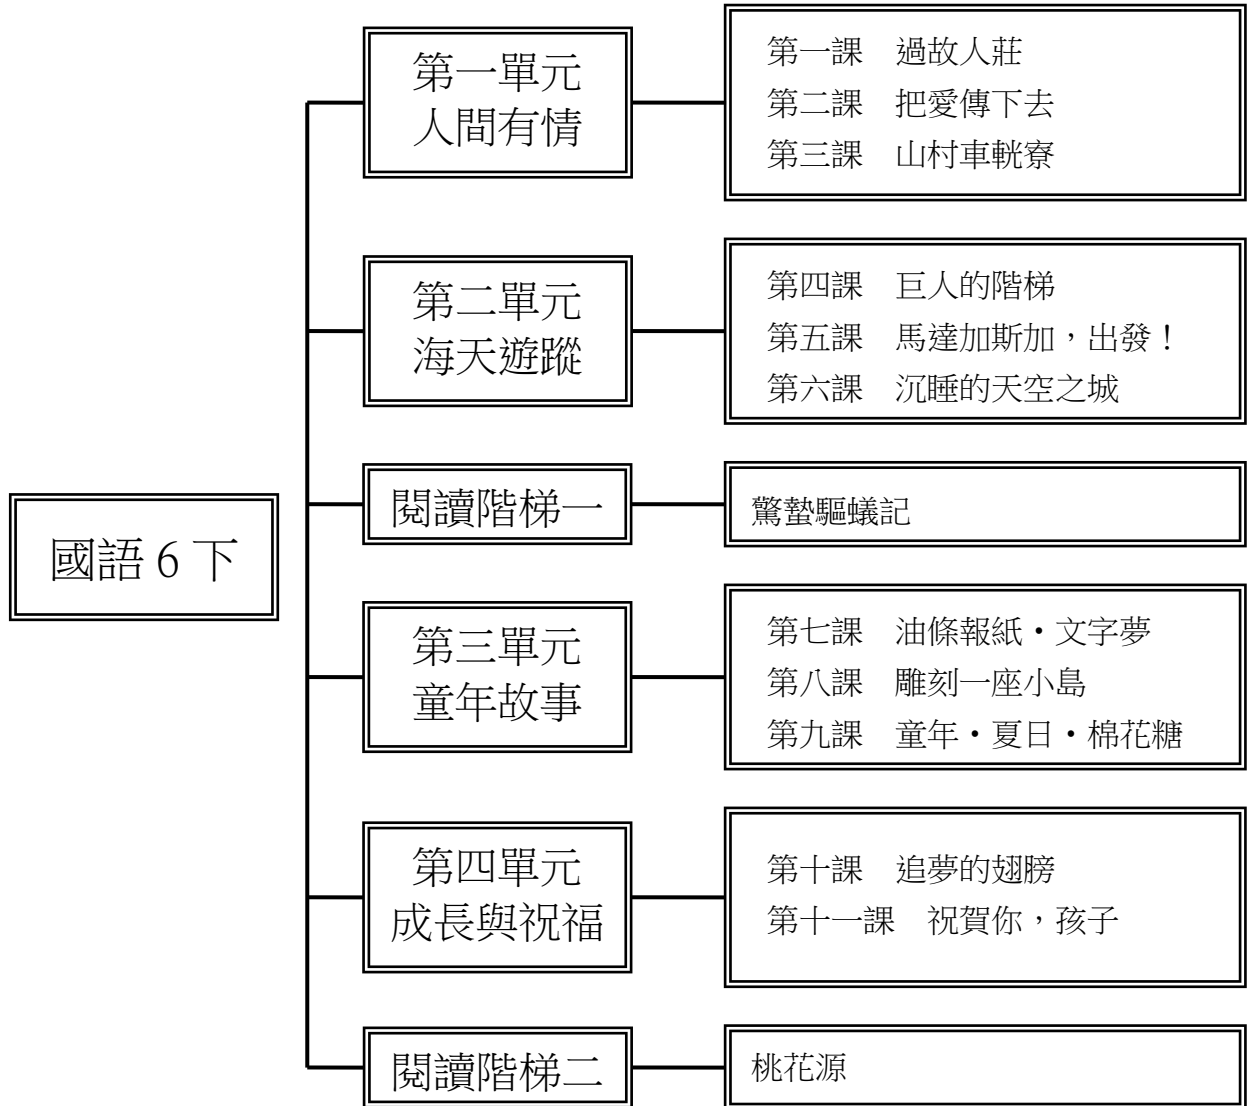 國語6下
第一單元
人間有情
第一課　過故人莊
第二課　把愛傳下去
第三課　山村車輄寮
第二單元
海天遊蹤
第四課　巨人的階梯
第五課　馬達加斯加，出發！
第六課　沉睡的天空之城
閱讀階梯一
驚蟄驅蟻記
第三單元
童年故事
第七課　油條報紙・文字夢
第八課　雕刻一座小島
第九課　童年・夏日・棉花糖
第四單元
成長與祝福
第十課　追夢的翅膀
第十一課　祝賀你，孩子
閱讀階梯二
桃花源